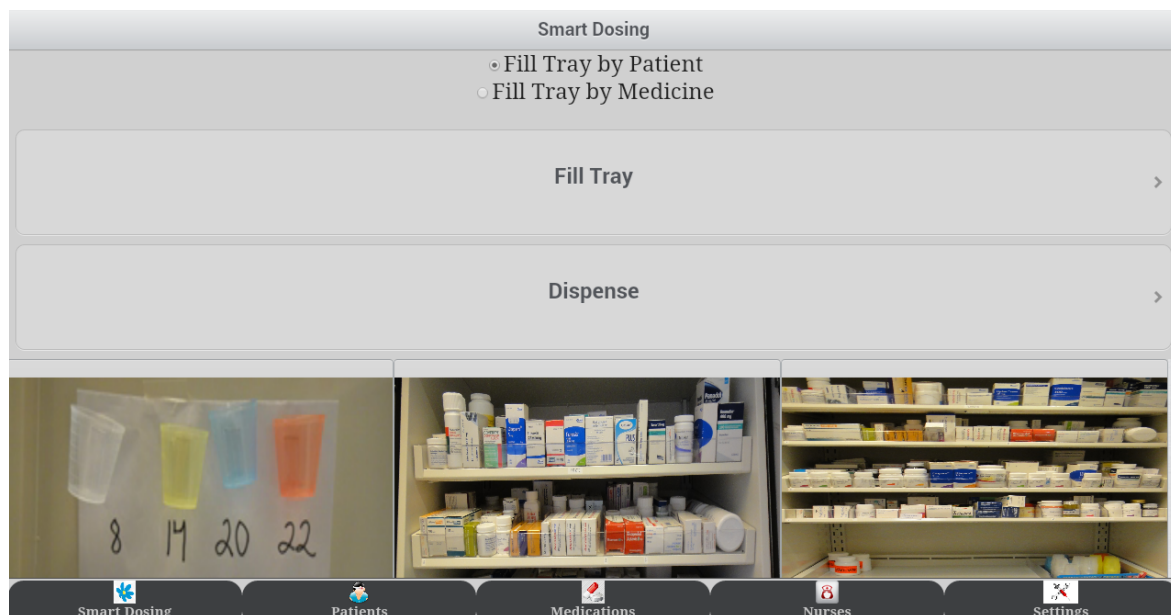 Smart Dosing
Fill Tray by Patient
Fill Tray by Medicine
Fill Tray
Dispense
8 14 20 22
Smart Dosing Patients Medications Nurses Settings